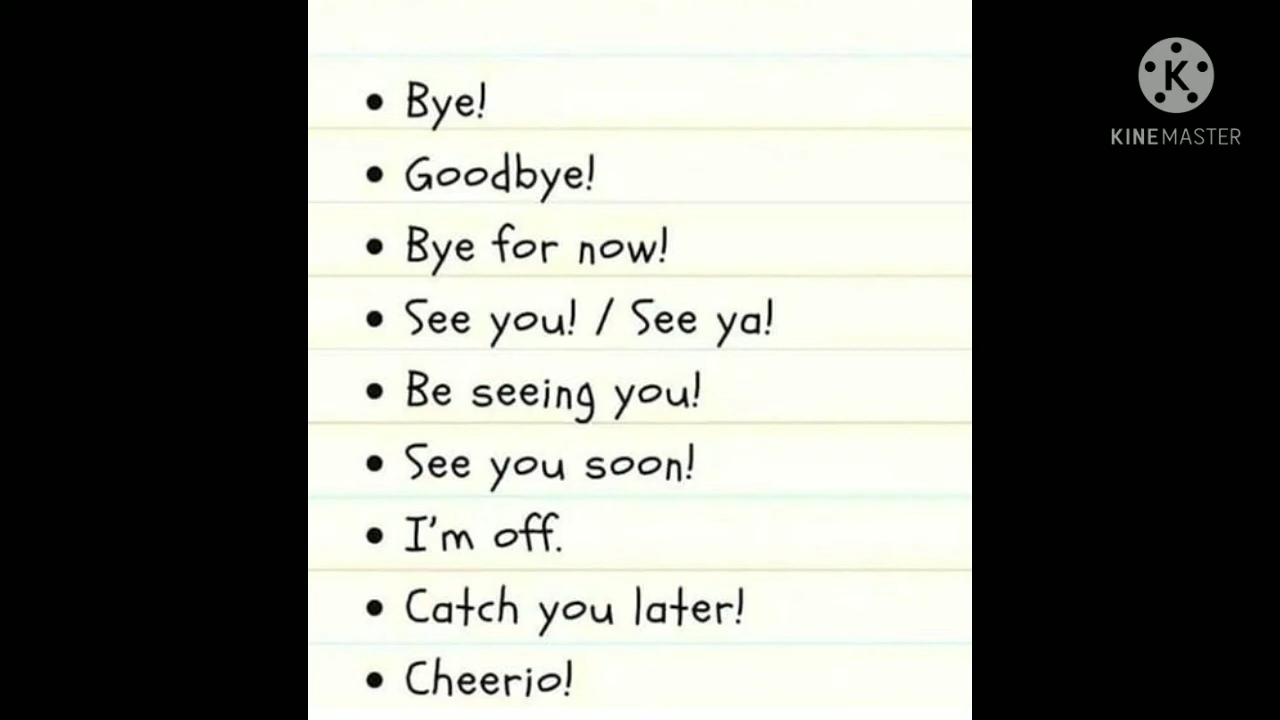 • Bye!
• Goodbye!
• Bye for now!
• See you! / See ya!
• Be seeing you!
• See you soon!
• I'm off.
• Catch you later!
• Cheerio!
K
KINEMASTER